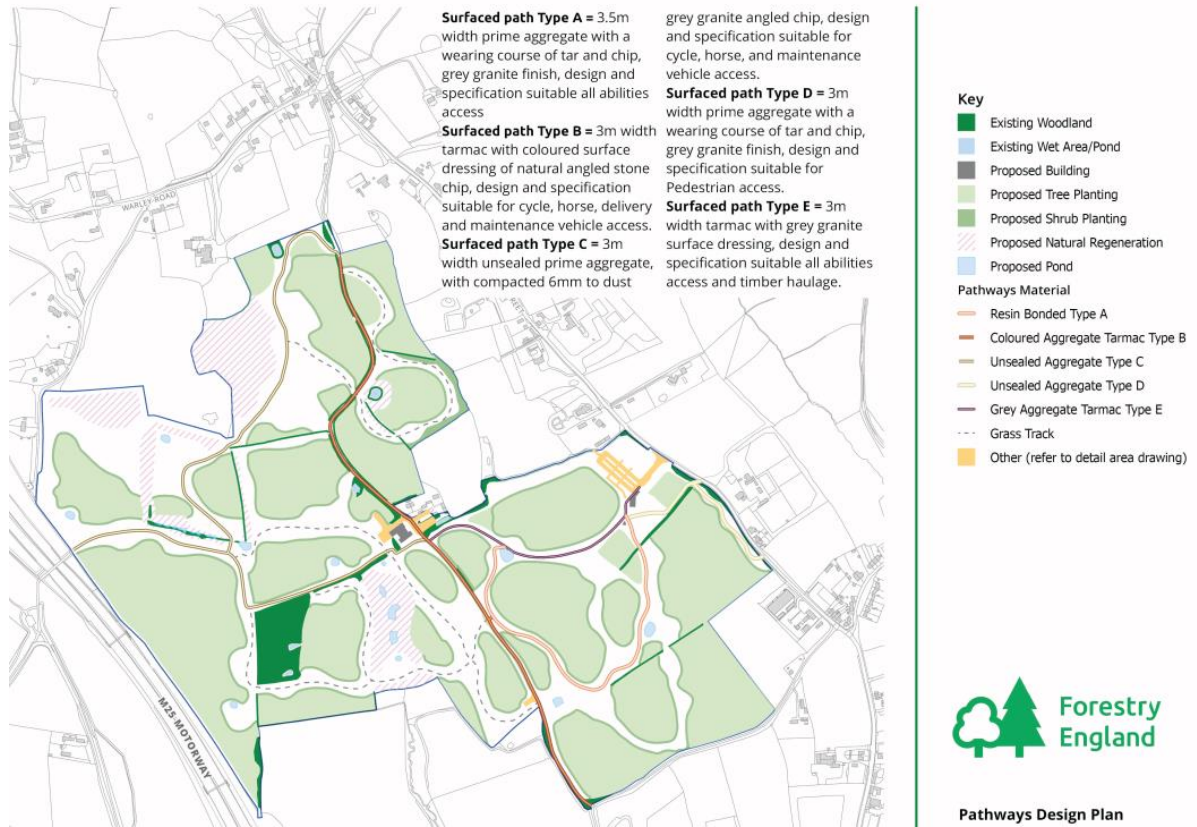 Surfaced path Type A = 3.5m
width prime aggregate with a
wearing course of tar and chip,
grey granite finish, design and
specification suitable all abilities
access
Surfaced path Type B = 3m width
tarmac with coloured surface
dressing of natural angled stone
chip, design and specification
suitable for cycle, horse, delivery
and maintenance vehicle access.
Surfaced path Type C = 3m
width unsealed prime aggregate,
with compacted 6mm to dust
grey granite angled chip, design
and specification suitable for
cycle, horse, and maintenance
vehicle access.
Surfaced path Type D = 3m
width prime aggregate with a
wearing course of tar and chip,
grey granite finish, design and
specification suitable for
Pedestrian access.
Surfaced path Type E = 3m
width tarmac with grey granite
surface dressing, design and
specification suitable all abilities
access and timber haulage.
WARLEY ROAD
M25 MOTORWAY
Key
Existing Woodland
Existing Wet Area/Pond
Proposed Building
Proposed Tree Planting
Proposed Shrub Planting
Proposed Natural Regeneration
Proposed Pond
Pathways Material
Resin Bonded Type A
Coloured Aggregate Tarmac Type B
Unsealed Aggregate Type C
Unsealed Aggregate Type D
Grey Aggregate Tarmac Type E
Grass Track
Other (refer to detail area drawing)
Forestry
England
Pathways Design Plan